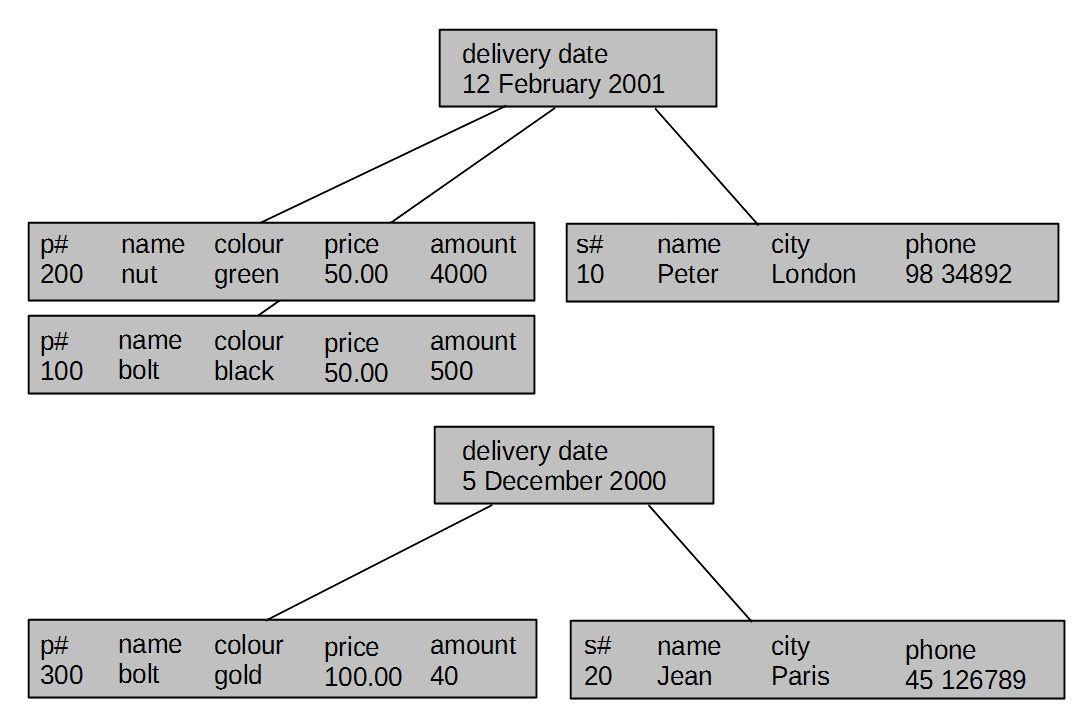 delivery date
12 February 2001
p# name colour price amount
200 nut green 50.00 4000
s# name city phone
10 Peter London 98 34892
p# name colour price amount
100 bolt black 50.00 500
delivery date
5 December 2000
p# name colour price amount
300 bolt gold 100.00 40
s# name city phone
20 Jean Paris 45 126789